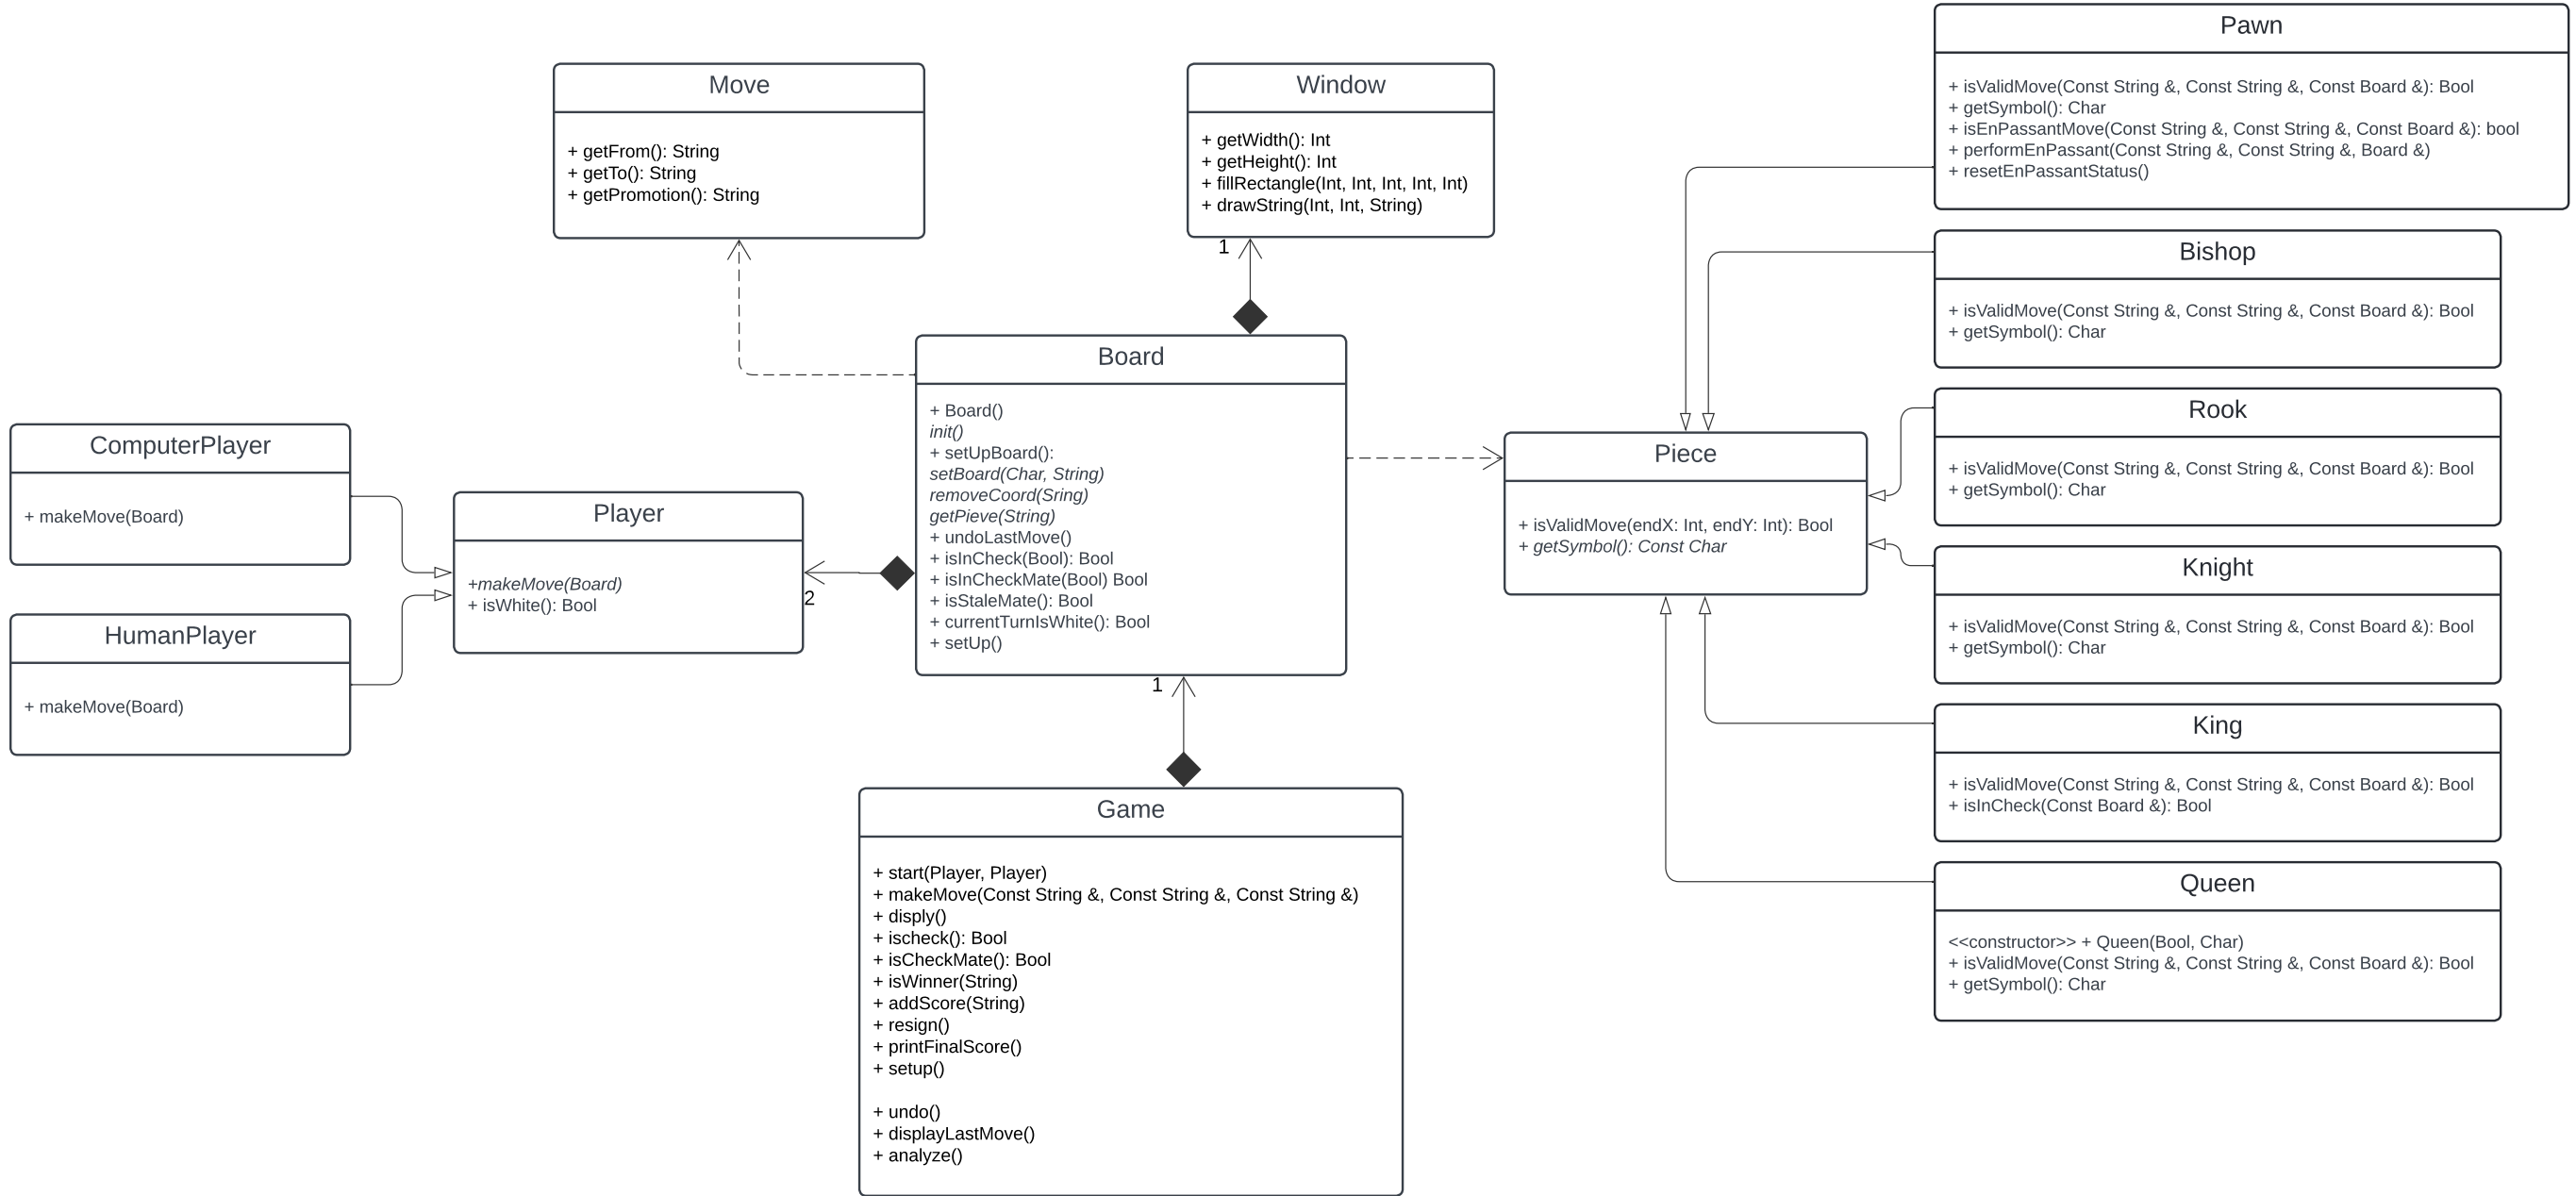 Move
+ getFrom(): String
+ getTo(): String
+ getPromotion(): String
Window
+ getWidth(): Int
+ getHeight(): Int
+ fillRectangle(Int, Int, Int, Int, Int)
+ drawString(Int, Int, String)
1
Pawn
+ isValidMove(Const String &, Const String &, Const Board &): Bool
+ getSymbol(): Char
+ isEnPassantMove(Const String &, Const String &, Const Board &): bool
+ performEnPassant(Const String &, Const String &, Board &)
+ resetEnPassantStatus()
Bishop
+ isValidMove(Const String &, Const String &, Const Board &): Bool
+ getSymbol(): Char
Rook
+ isValidMove(Const String &, Const String &, Const Board &): Bool
+ getSymbol(): Char
Knight
+ isValidMove(Const String &, Const String &, Const Board &): Bool
+ getSymbol(): Char
King
+ isValidMove(Const String &, Const String &, Const Board &): Bool
+ isInCheck(Const Board &): Bool
Queen
<<constructor>> + Queen(Bool, Char)
+ isValidMove(Const String &, Const String &, Const Board &): Bool
+ getSymbol(): Char
Piece
+ isValidMove(endX: Int, endY: Int): Bool
+ getSymbol(): Const Char
Board
+ Board()
init()
+ setUpBoard():
setBoard(Char, String)
removeCoord(Sring)
getPieve(String)
+ undoLastMove()
+ isInCheck(Bool): Bool
+ isInCheckMate(Bool) Bool
+ isStaleMate(): Bool
+ currentTurnIsWhite(): Bool
+ setUp()
1
ComputerPlayer
+ makeMove(Board)
HumanPlayer
+ makeMove(Board)
Player
+makeMove(Board)
+ isWhite(): Bool
2
Game
+ start(Player, Player)
+ makeMove(Const String &, Const String &, Const String &)
+ disply()
+ ischeck(): Bool
+ isCheckMate(): Bool
+ isWinner(String)
+ addScore(String)
+ resign()
+ printFinalScore()
+ setup()
+ undo()
+ displayLastMove()
+ analyze()